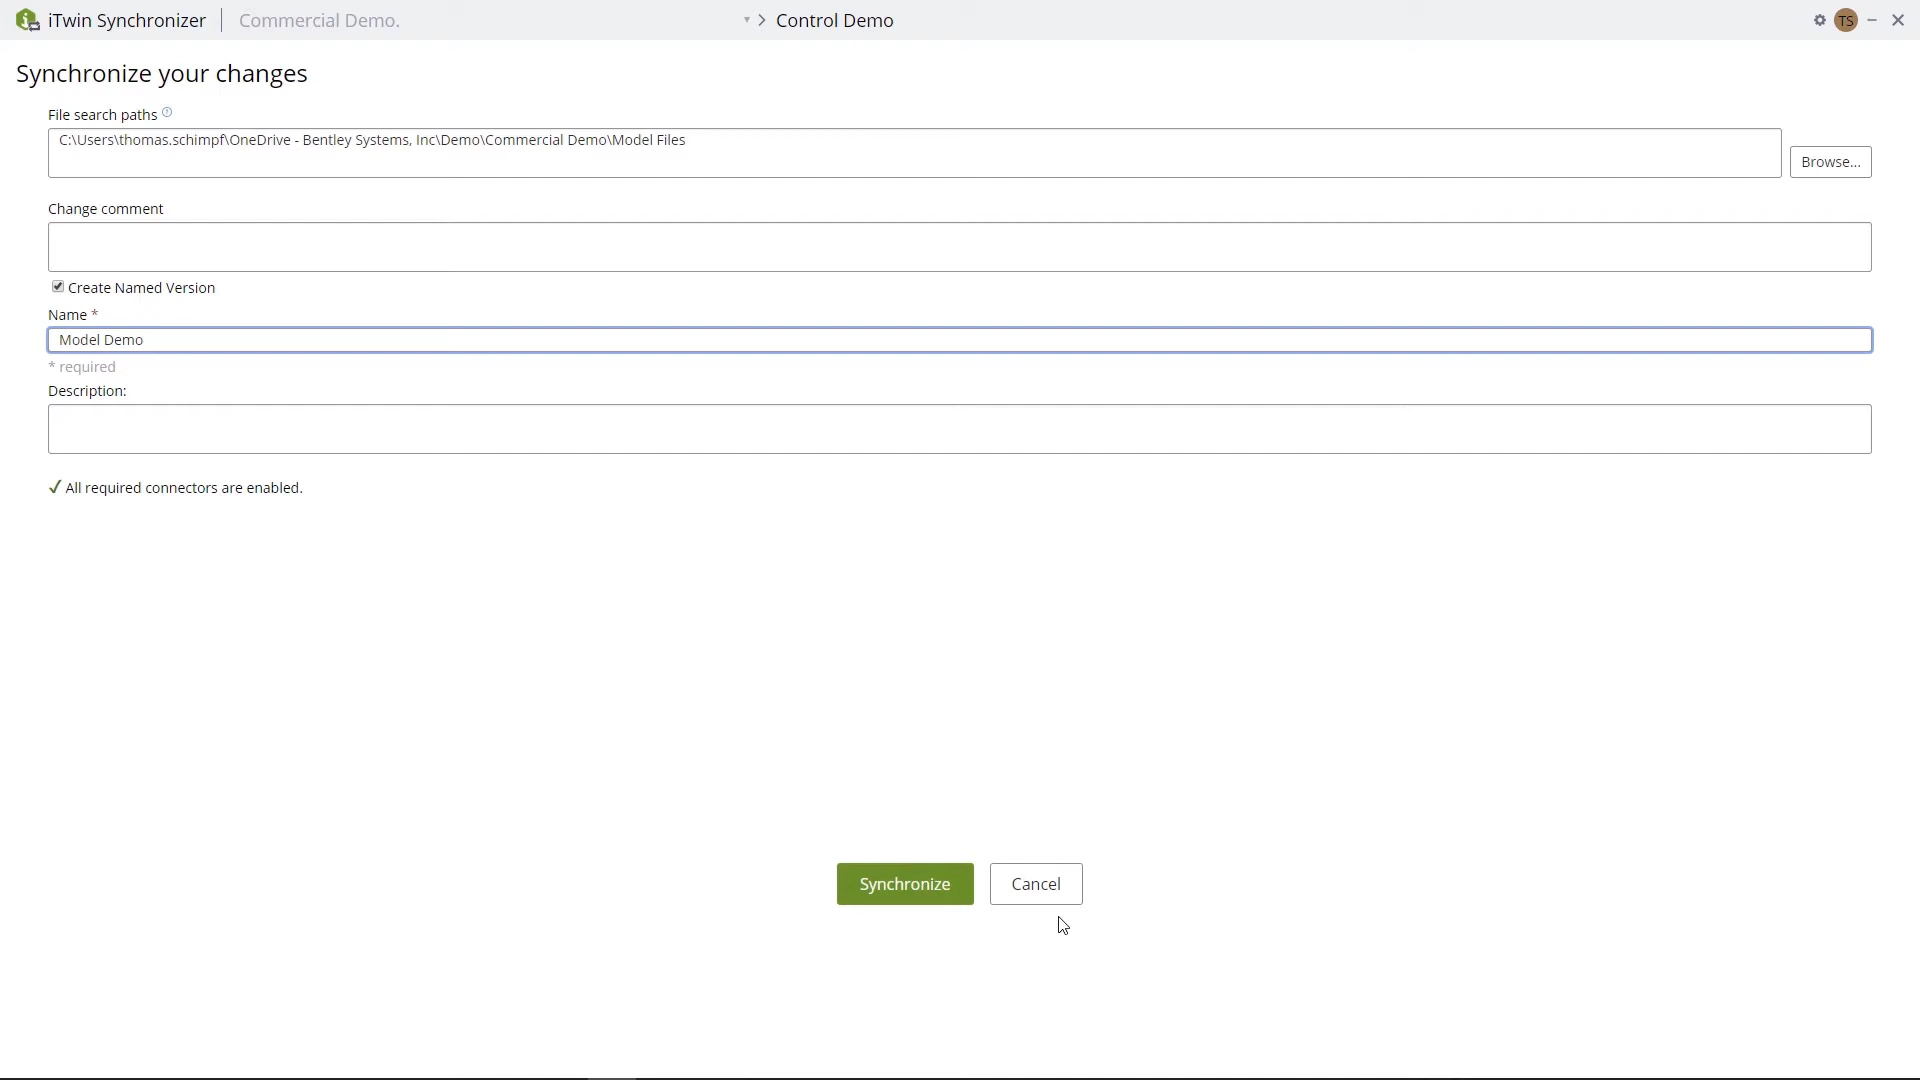 iTwin Synchronizer
Commercial Demo.
Control Demo
TS
Synchronize your changes
File search paths
C:\Users\thomas.schimpf\OneDrive - Bentley Systems, Inc\Demo\Commercial Demo\Model Files
Browse...
Change comment
Create Named Version
Name *
Model Demo
* required
Description:
All required connectors are enabled.
Synchronize
Cancel